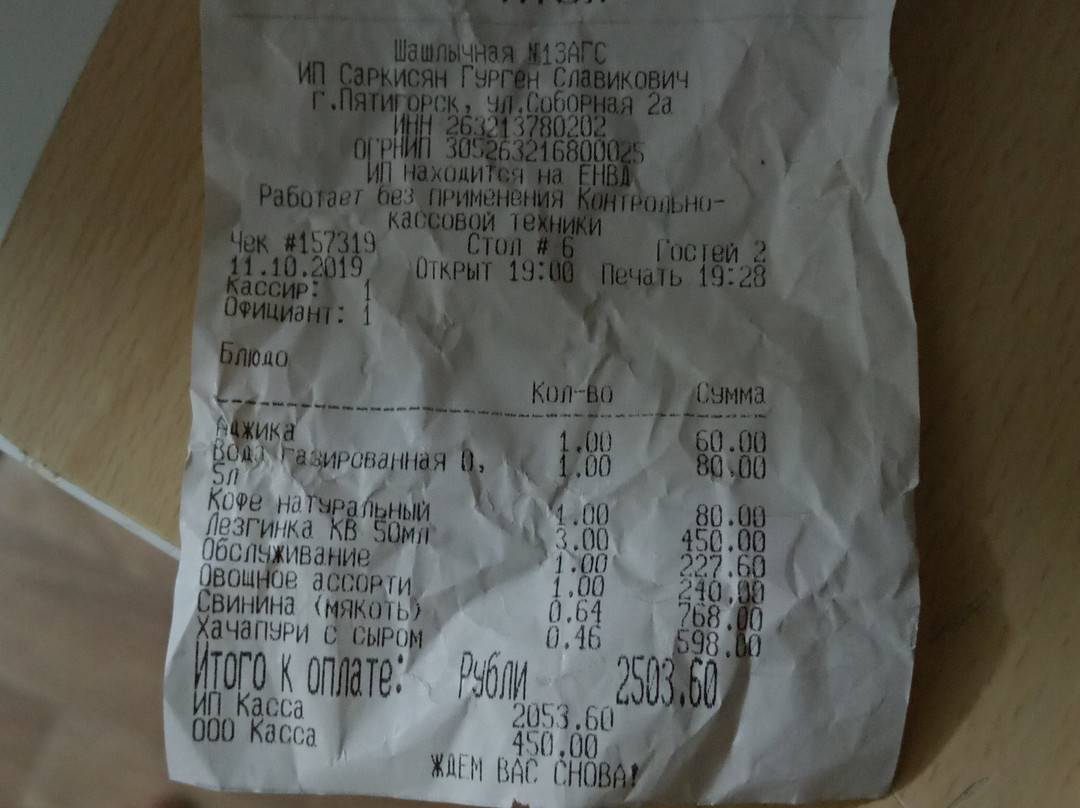 Шашлычная №13АГС
ИП Саркисян Гурген Славикович
г.Пятигорск, ул.Соборная 2а
ИНН 263213780202
ОГРНИП 305263216800025
ИП находится на ЕНВД
Работает без применения Контрольно-
кассовой техники
Чек #157319 Стол # 6 Гостей 2
11.10.2019 Открыт 19:00 Печать 19:28
Кассир: 1
Официант: 1
Блюдо
Кол-во Сумма
Аджика 1.00 60.00
Вода газированная 0, 1.00 80.00
5л
Кофе натуральный 1.00 80.00
Лезгинка КВ 50мл 3.00 450.00
Обслуживание 1.00 227.60
Овощное ассорти 1.00 240.00
Свинина (мякоть) 0.64 768.00
Хачапури с сыром 0.46 598.00
Итого к оплате: Рубли 2503.60
ИП Касса 2053.60
ООО Касса 450.00
ЖДЕМ ВАС СНОВА!